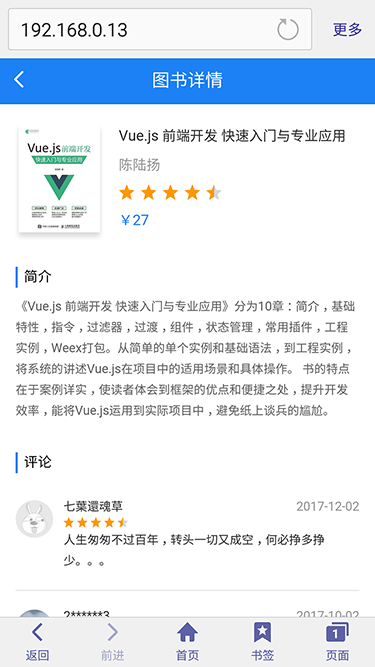 192.168.0.13
更多
图书详情
Vue.js 前端开发
快速入门与专业应用
Vue.js 前端开发 快速入门与专业应用
陈陆扬
￥27
简介
《Vue.js 前端开发 快速入门与专业应用》分为10章：简介，基础
特性，指令，过滤器，过渡，组件，状态管理，常用插件，工程
实例，Weex打包。从简单的单个实例和基础语法，到工程实例，
将系统的讲述Vue.js在项目中的适用场景和具体操作。 书的特点
在于案例详实，使读者体会到框架的优点和便捷之处，提升开发
效率，能将Vue.js运用到实际项目中，避免纸上谈兵的尴尬。
评论
七葉還魂草
2017-12-02
人生匆匆不过百年，转头一切又成空，何必挣多挣
少。。。
2******3
2017-10-02
返回
前进
首页
书签
1
页面